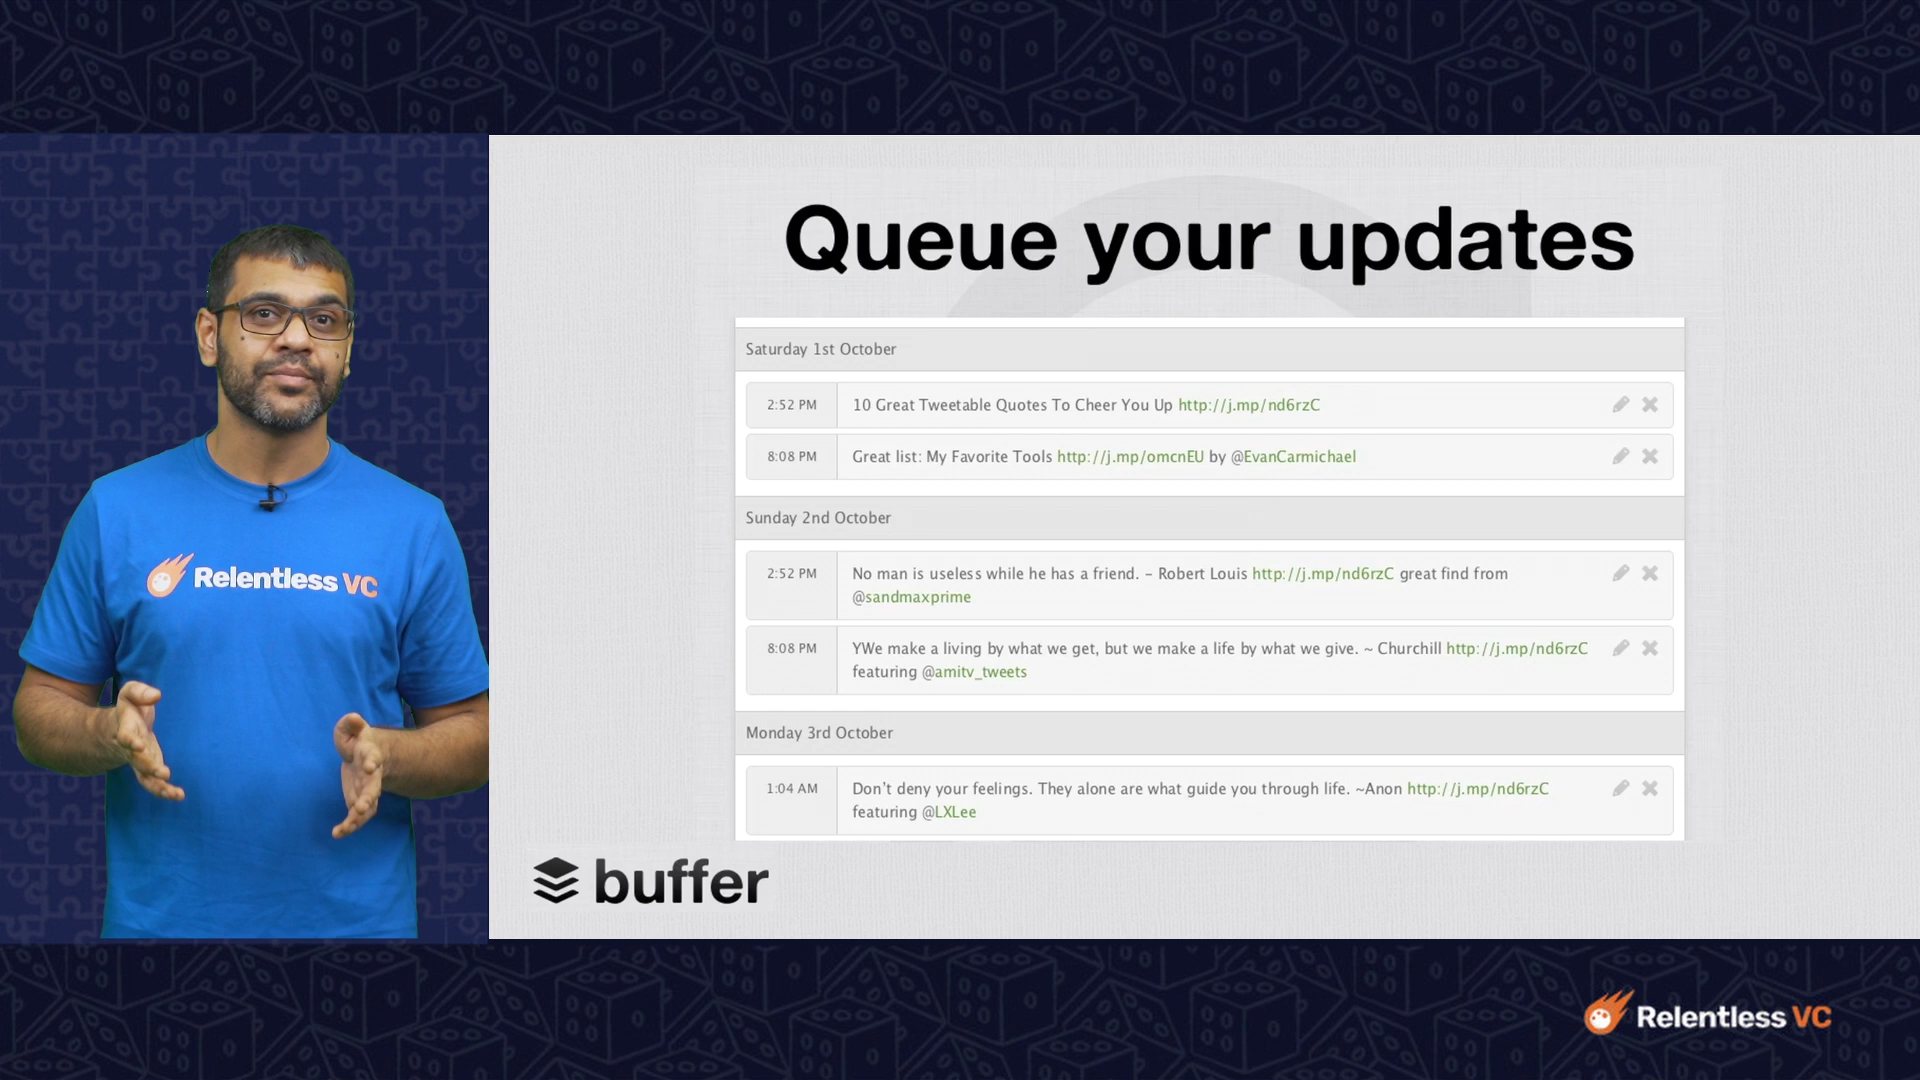 Queue your updates
Saturday 1st October
2:52 PM 10 Great Tweetable Quotes To Cheer You Up http://j.mp/nd6rzC
8:08 PM Great list: My Favorite Tools http://j.mp/omcnEU by @EvanCarmichael
Sunday 2nd October
2:52 PM No man is useless while he has a friend. - Robert Louis http://j.mp/nd6rzC great find from
@sandmaxprime
8:08 PM YWe make a living by what we get, but we make a life by what we give. ~ Churchill http://j.mp/nd6rzC
featuring @amitv_tweets
Monday 3rd October
1:04 AM Don't deny your feelings. They alone are what guide you through life. ~Anon http://j.mp/nd6rzC
featuring @LXLee
buffer
Relentless VC
Relentless VC